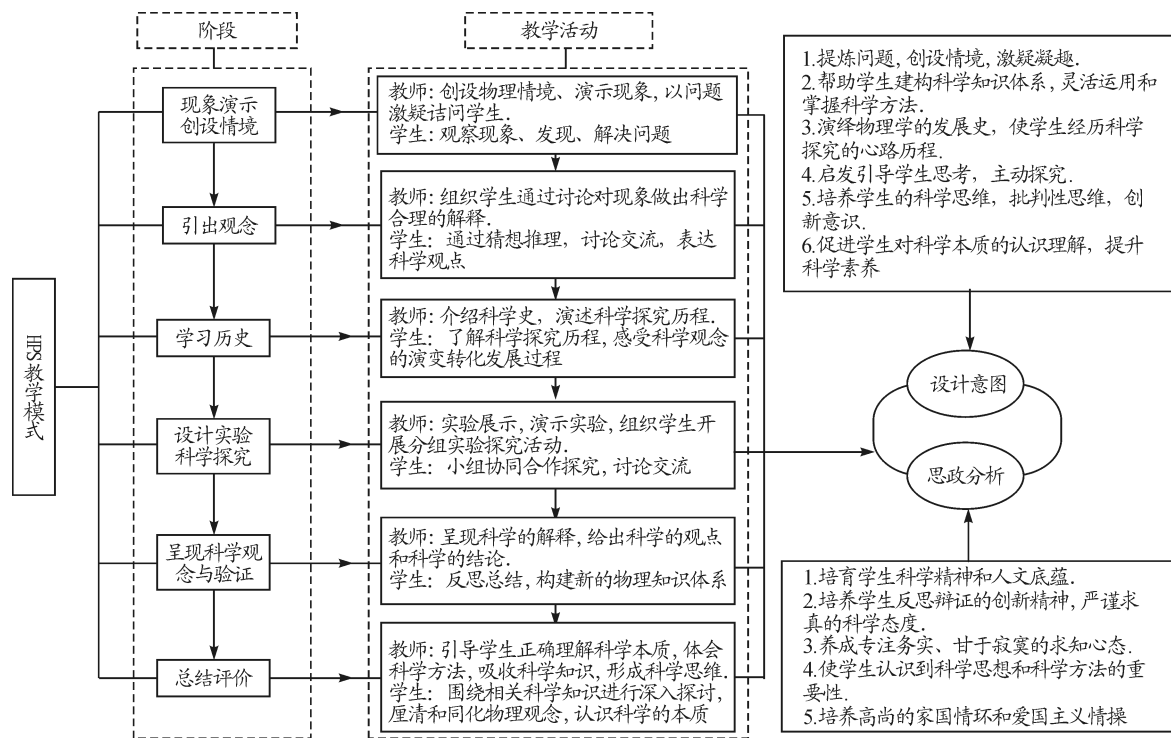 阶段
教学活动
HPS教学模式
现象演示
创设情境
引出观念
学习历史
设计实验
科学探究
呈现科学观
念与验证
总结评价
教师: 创设物理情境、演示现象, 以问题
激疑诘问学生.
学生: 观察现象、发现、解决问题
教师: 组织学生通过讨论对现象做出科学
合理的解释.
学生: 通过猜想推理, 讨论交流, 表达
科学观点
教师: 介绍科学史, 演述科学探究历程.
学生: 了解科学探究历程, 感受科学观念
的演变转化发展过程
教师: 实验展示, 演示实验, 组织学生开
展分组实验探究活动.
学生: 小组协同合作探究, 讨论交流
教师: 呈现科学的解释, 给出科学的观点
和科学的结论.
学生: 反思总结, 构建新的物理知识体系
教师: 引导学生正确理解科学本质, 体会
科学方法, 吸收科学知识, 形成科学思维.
学生: 围绕相关科学知识进行深入探讨,
厘清和同化物理观念, 认识科学的本质
1.提炼问题, 创设情境, 激疑凝趣.
2.帮助学生建构科学知识体系, 灵活运用和
掌握科学方法.
3.演绎物理学的发展史, 使学生经历科学
探究的心路历程.
4.启发引导学生思考, 主动探究.
5.培养学生的科学思维, 批判性思维, 创
新意识.
6.促进学生对科学本质的认识理解, 提升
科学素养
设计意图
思政分析
1.培育学生科学精神和人文底蕴.
2.培养学生反思辩证的创新精神, 严谨求
真的科学态度.
3.养成专注务实、甘于寂寞的求知心态.
4.使学生认识到科学思想和科学方法的重
要性.
5.培养高尚的家国情环和爱国主义情操